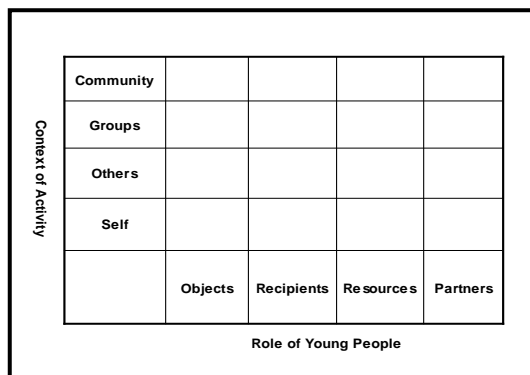 Context of Activity
Community
Groups
Others
Self
Objects Recipients Resources Partners
Role of Young People